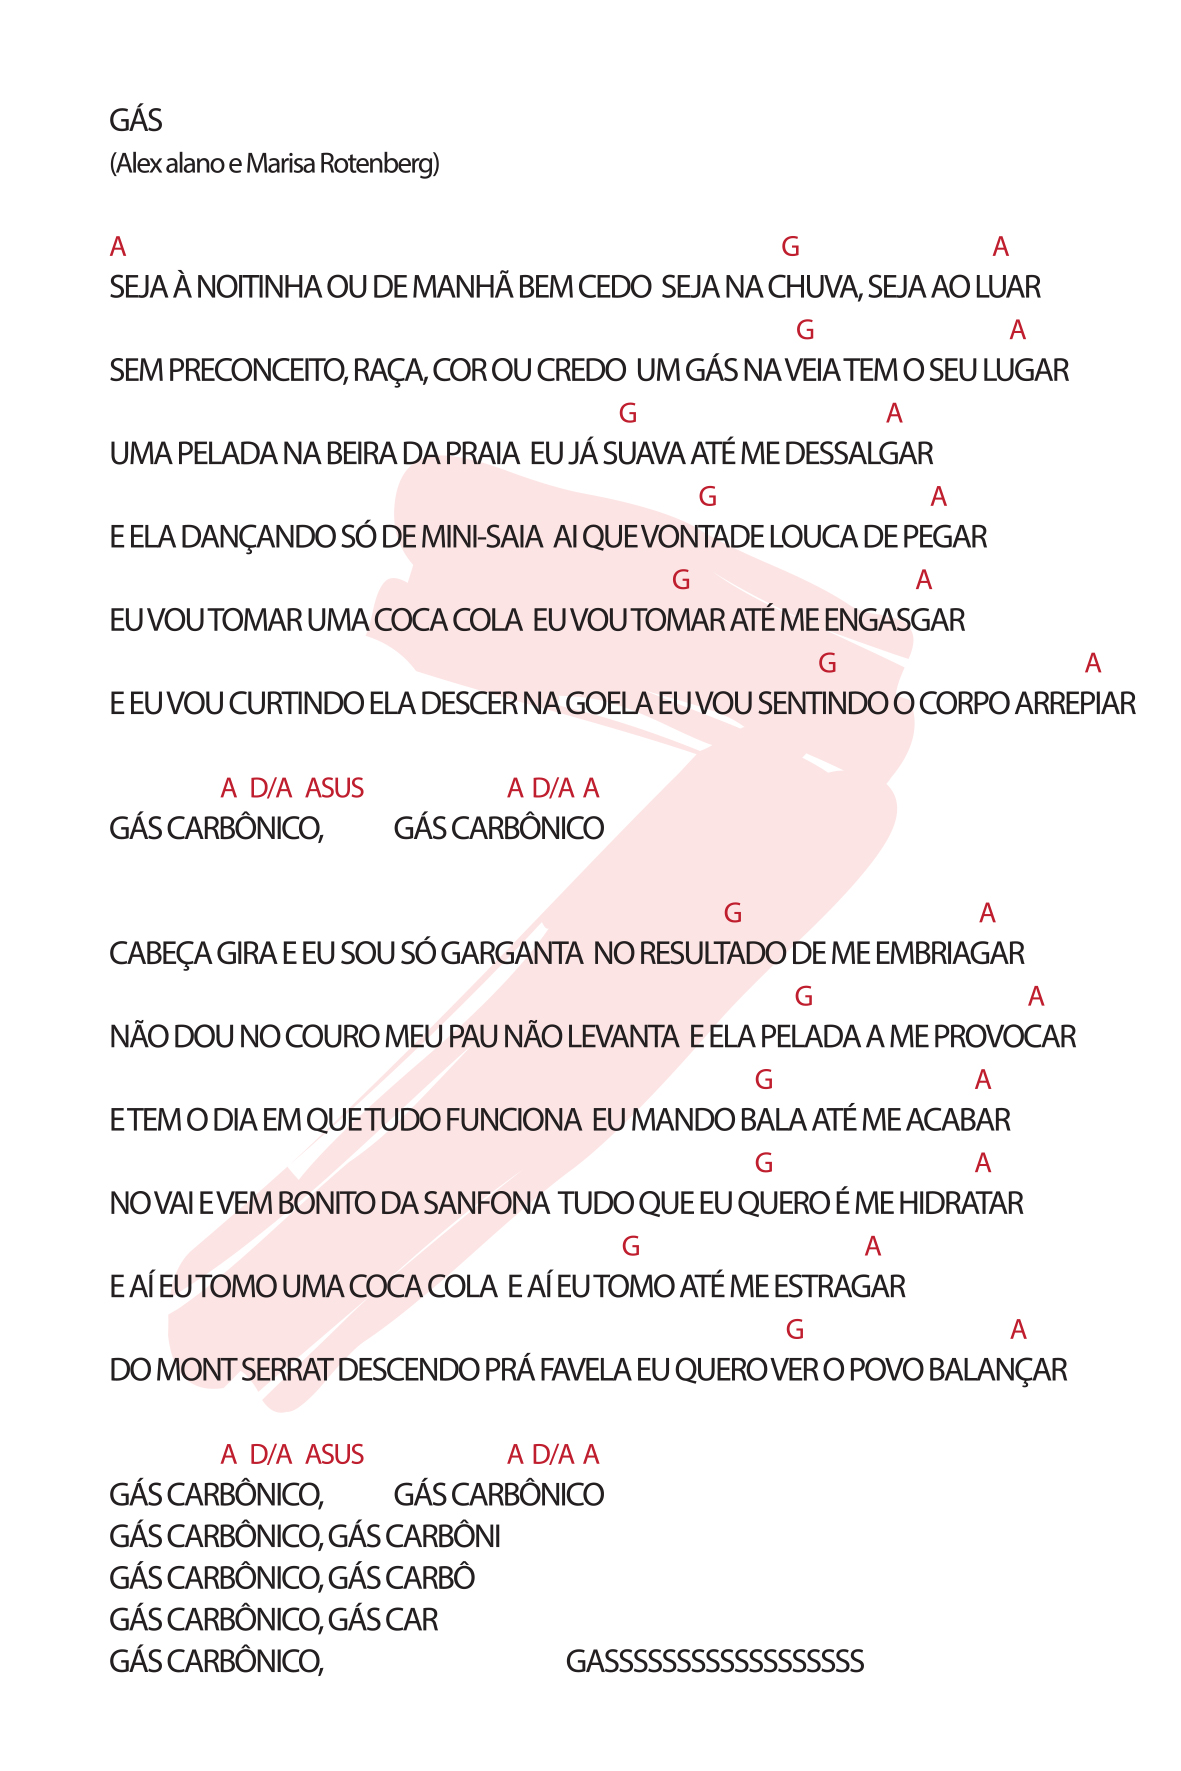 GÁS
(Alex alano e Marisa Rotenberg)
A G A
SEJA À NOITINHA OU DE MANHÃ BEM CEDO SEJA NA CHUVA, SEJA AO LUAR
G A
SEM PRECONCEITO, RAÇA, COR OU CREDO UM GÁS NA VEIA TEM O SEU LUGAR
G A
UMA PELADA NA BEIRA DA PRAIA EU JÁ SUAVA ATÉ ME DESSALGAR
G A
E ELA DANÇANDO SÓ DE MINI-SAIA AI QUE VONTADE LOUCA DE PEGAR
G A
EU VOU TOMAR UMA COCA COLA EU VOU TOMAR ATÉ ME ENGASGAR
G A
E EU VOU CURTINDO ELA DESCER NA GOELA EU VOU SENTINDO O CORPO ARREPIAR
A D/A ASUS A D/A A
GÁS CARBÔNICO, GÁS CARBÔNICO
G A
CABEÇA GIRA E EU SOU SÓ GARGANTA NO RESULTADO DE ME EMBRIAGAR
G A
NÃO DOU NO COURO MEU PAU NÃO LEVANTA E ELA PELADA A ME PROVOCAR
G A
E TEM O DIA EM QUE TUDO FUNCIONA EU MANDO BALA ATÉ ME ACABAR
G A
NO VAI E VEM BONITO DA SANFONA TUDO QUE EU QUERO É ME HIDRATAR
G A
E AÍ EU TOMO UMA COCA COLA E AÍ EU TOMO ATÉ ME ESTRAGAR
G A
DO MONT SERRAT DESCENDO PRÁ FAVELA EU QUERO VER O POVO BALANÇAR
A D/A ASUS A D/A A
GÁS CARBÔNICO, GÁS CARBÔNICO
GÁS CARBÔNICO, GÁS CARBÔNI
GÁS CARBÔNICO, GÁS CARBÔ
GÁS CARBÔNICO, GÁS CAR
GÁS CARBÔNICO, GASSSSSSSSSSSSSSSSSS